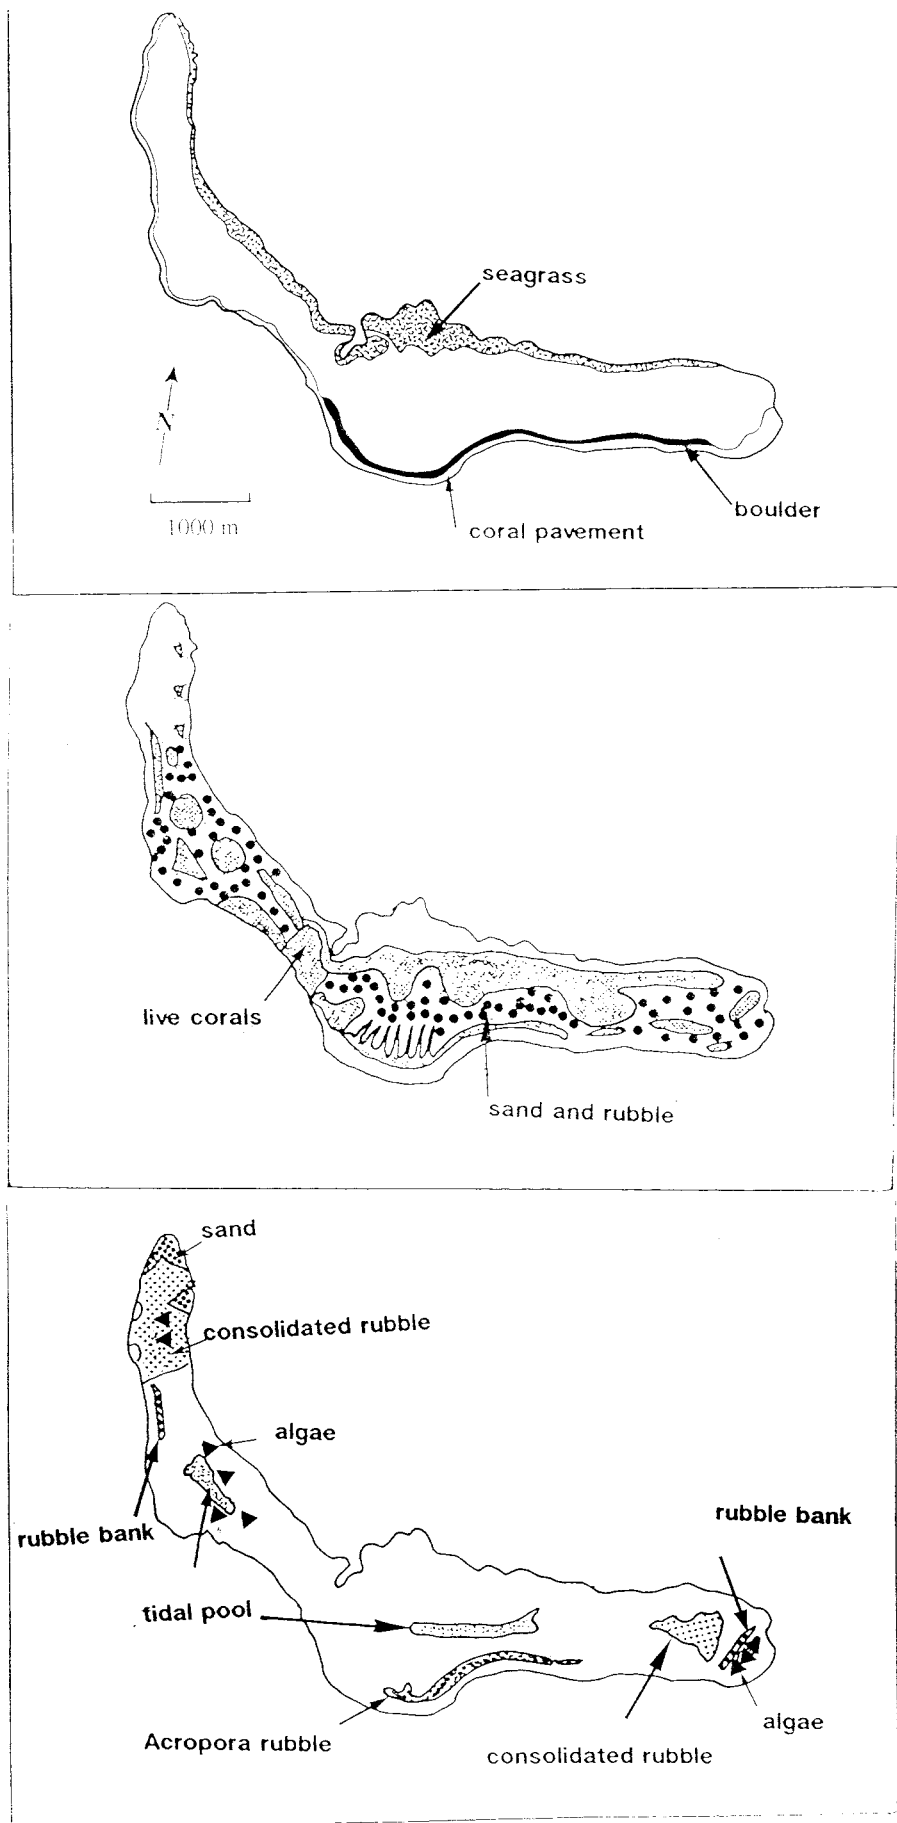 seagrass
N
1000 m
boulder
coral pavement
live corals
sand and rubble
sand
consolidated rubble
algae
rubble bank
rubble bank
tidal pool
algae
Acropora rubble
consolidated rubble